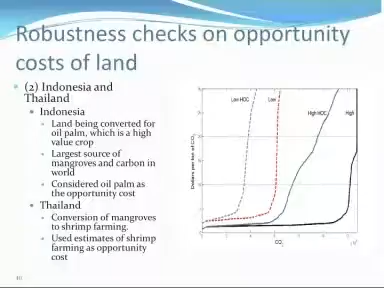 Robustness checks on opportunity
costs of land
(2) Indonesia and
Thailand
Indonesia
Land being converted for
oil palm, which is a high
value crop
Largest source of
mangroves and carbon in
world
Considered oil palm as
the opportunity cost
Thailand
Conversion of mangroves
to shrimp farming.
Used estimates of shrimp
farming as opportunity
cost
Low HOC
Low
High HOC
High
Dollars per ton of CO2
CO2